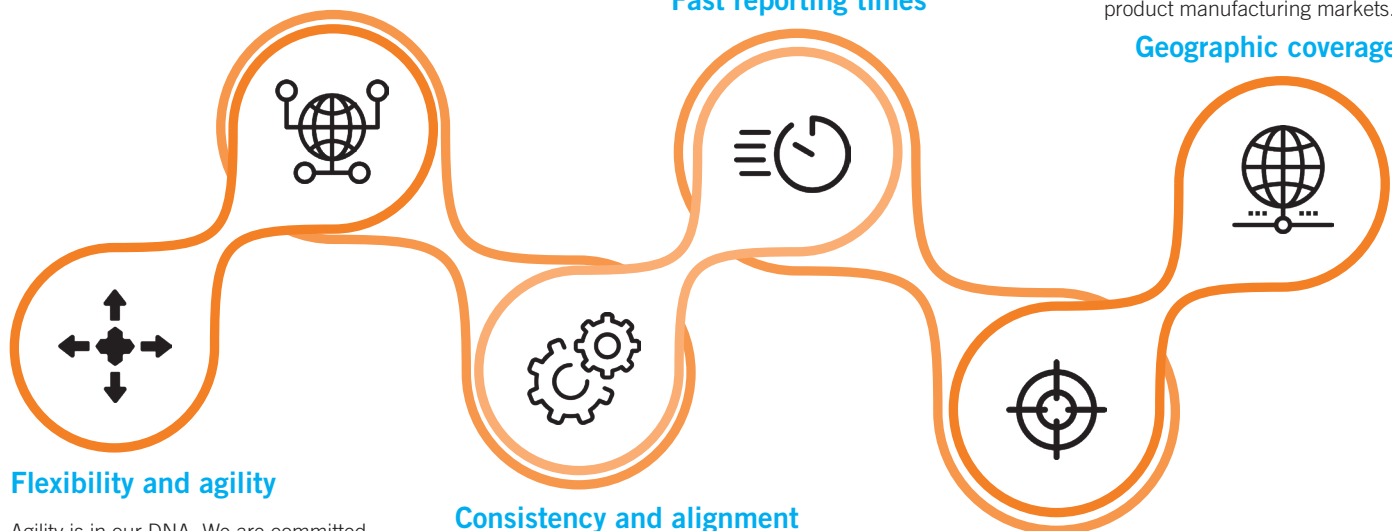 Fast reporting times
product manufacturing markets.
Geographic coverage
Flexibility and agility
Agility is in our DNA. We are committed
Consistency and alignment